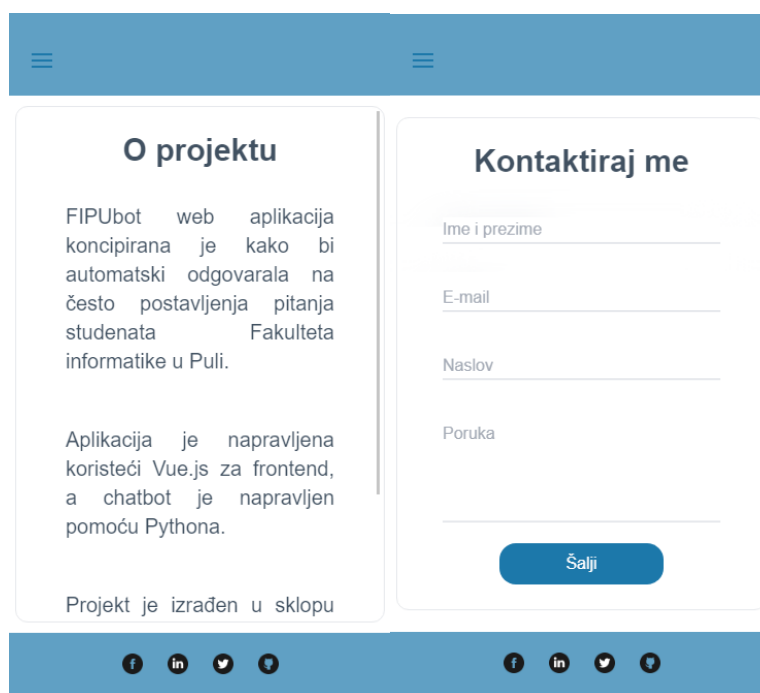 O projektu
FIPUbot web aplikacija
koncipirana je kako bi
automatski odgovarala na
često postavljenja pitanja
studenata Fakulteta
informatike u Puli.
Aplikacija je napravljena
koristeći Vue.js za frontend,
a chatbot je napravljen
pomoću Pythona.
Projekt je izrađen u sklopu
Kontaktiraj me
Ime i prezime
E-mail
Naslov
Poruka
Šalji